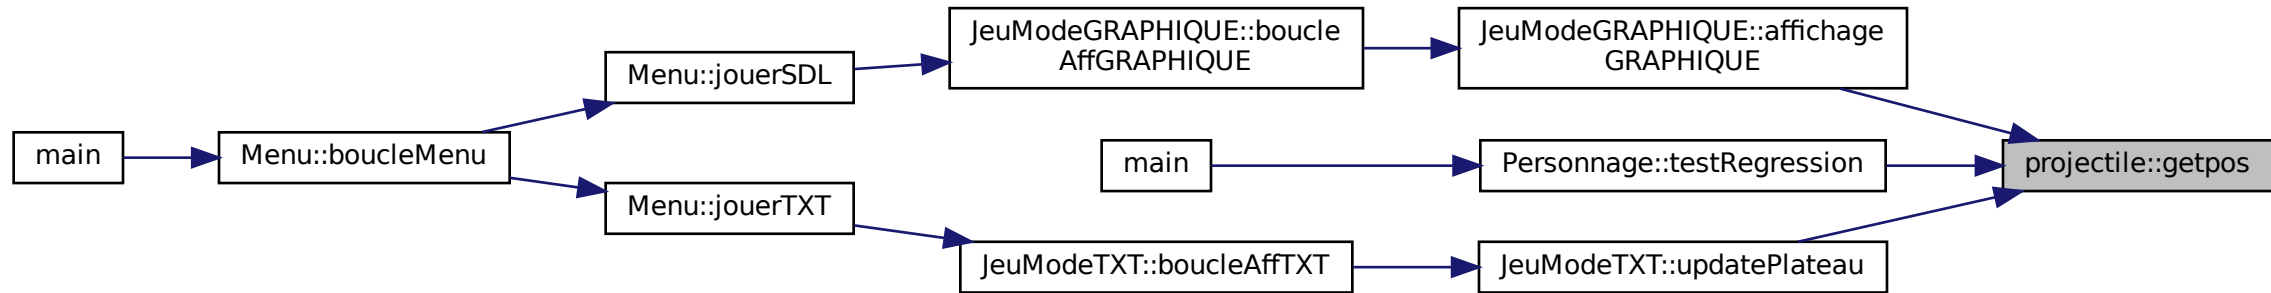 main
Menu::boucleMenu
Menu::jouerSDL
JeuModeGRAPHIQUE::boucle
AffGRAPHIQUE
JeuModeGRAPHIQUE::affichage
GRAPHIQUE
main
Personnage::testRegression
projectile::getpos
Menu::jouerTXT
JeuModeTXT::boucleAffTXT
JeuModeTXT::updatePlateau